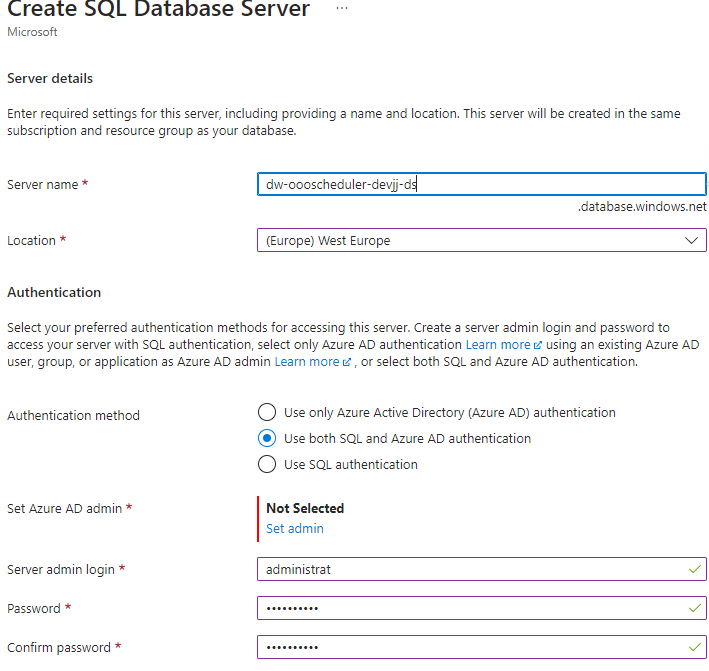 Create SQL Database Server ...
Microsoft
Server details
Enter required settings for this server, including providing a name and location. This server will be created in the same
subscription and resource group as your database.
Server name *
dw-oooscheduler-devjj-ds
.database.windows.net
Location *
(Europe) West Europe
Authentication
Select your preferred authentication methods for accessing this server. Create a server admin login and password to
access your server with SQL authentication, select only Azure AD authentication Learn more using an existing Azure AD
user, group, or application as Azure AD admin Learn more , or select both SQL and Azure AD authentication.
Authentication method
Use only Azure Active Directory (Azure AD) authentication
Use both SQL and Azure AD authentication
Use SQL authentication
Set Azure AD admin *
Not Selected
Set admin
Server admin login *
administrat
Password *
••••••••••
Confirm password *
••••••••••